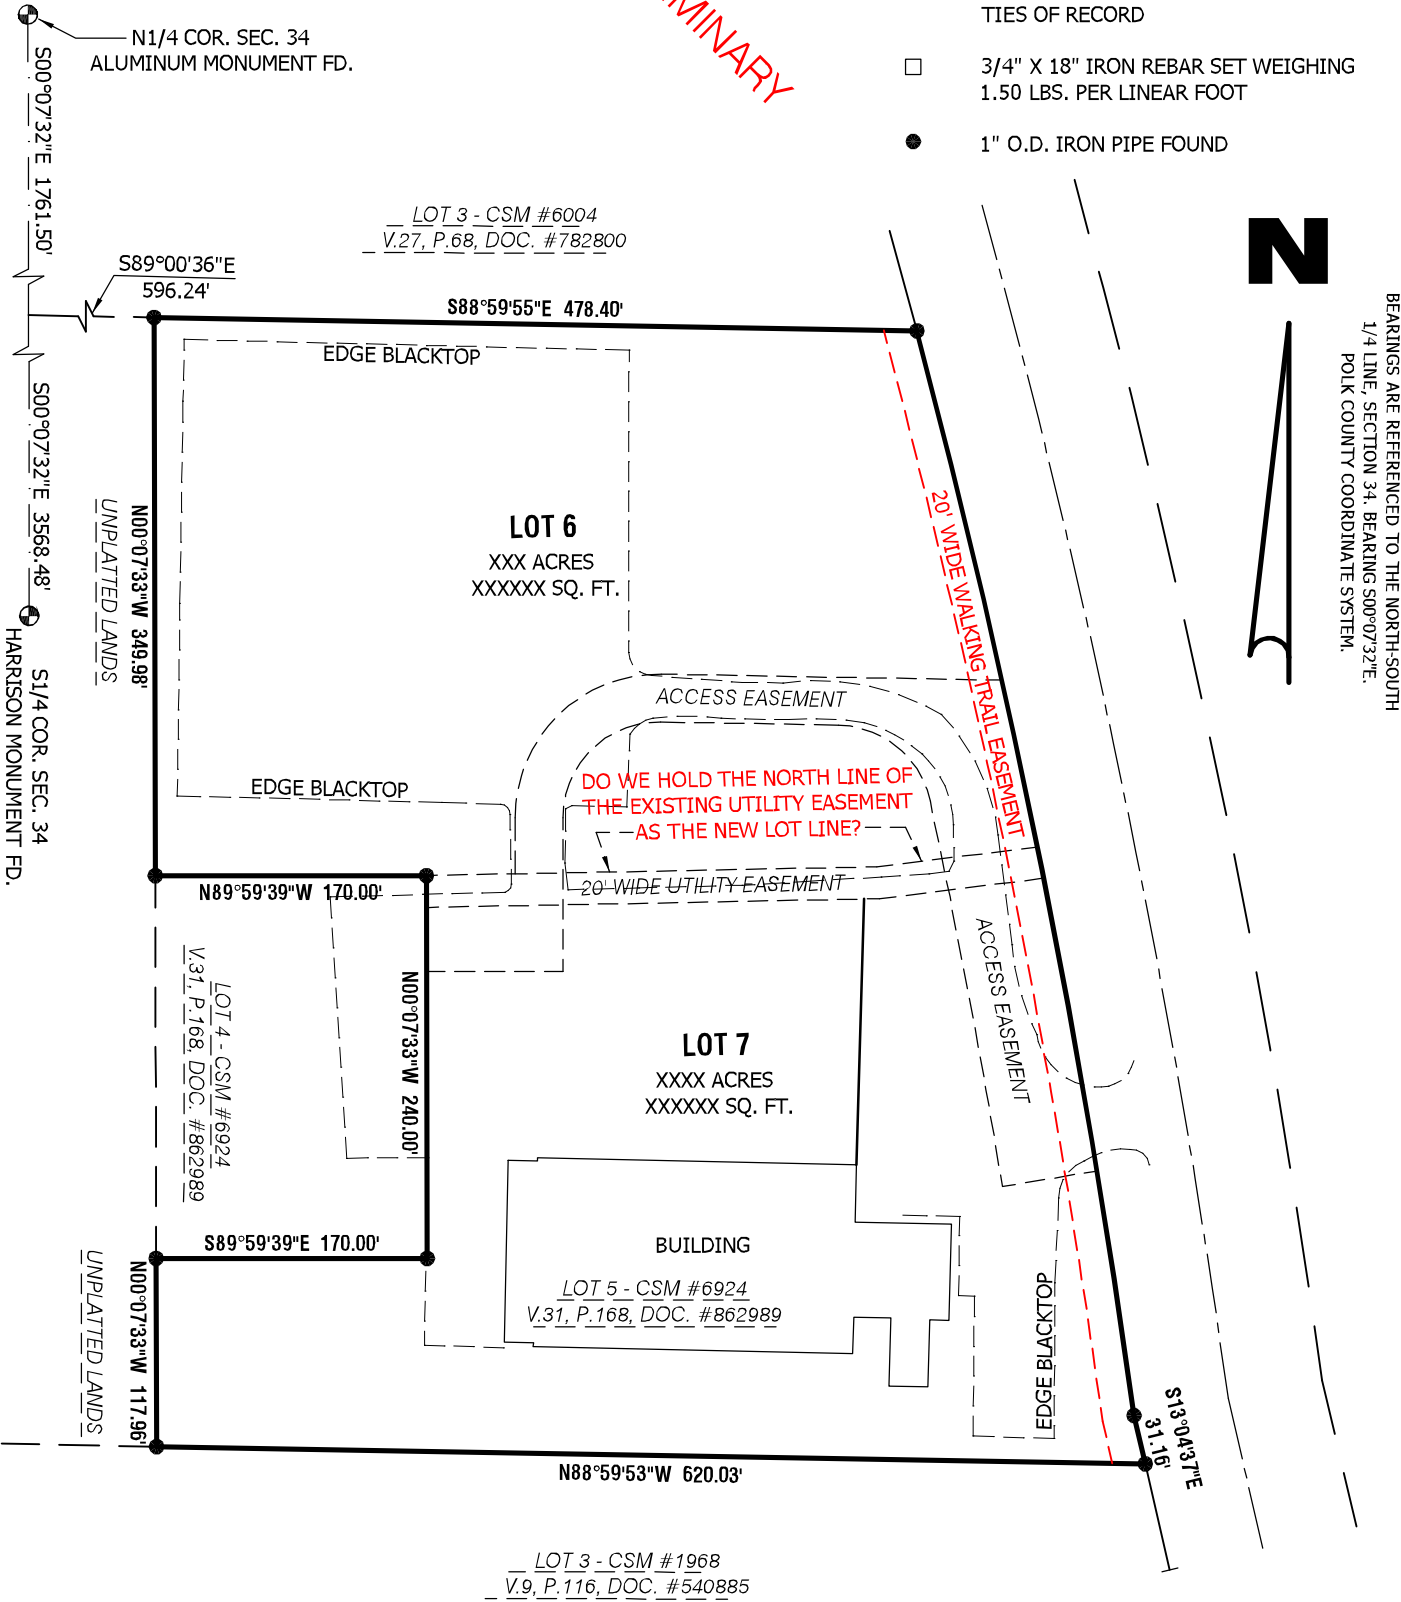 TIES OF RECORD
3/4" X 18" IRON REBAR SET WEIGHING
1.50 LBS. PER LINEAR FOOT
1" O.D. IRON PIPE FOUND
N1/4 COR. SEC. 34
ALUMINUM MONUMENT FD.
S00°07'32"E 1761.50'
LOT 3 - CSM #6004
V.27, P.68, DOC. #782800
N
BEARINGS ARE REFERENCED TO THE NORTH-SOUTH
1/4 LINE, SECTION 34. BEARING S00°07'32"E.
POLK COUNTY COORDINATE SYSTEM.
S89°00'36"E
596.24'
S88°59'55"E 478.40'
EDGE BLACKTOP
S00°07'32"E 3568.48'
S1/4 COR. SEC. 34
HARRISON MONUMENT FD.
UNPLATTED LANDS
N00°07'33"W 349.98'
LOT 6
XXX ACRES
XXXXXX SQ. FT.
20' WIDE WALKING TRAIL EASEMENT
ACCESS EASEMENT
EDGE BLACKTOP
DO WE HOLD THE NORTH LINE OF
THE EXISTING UTILITY EASEMENT
AS THE NEW LOT LINE?
N89°59'39"W 170.00'
20' WIDE UTILITY EASEMENT
LOT 4 - CSM #6924
V.31, P.168, DOC. #862989
N00°07'33"W 240.00'
ACCESS EASEMENT
LOT 7
XXXX ACRES
XXXXXX SQ. FT.
S89°59'39"E 170.00'
BUILDING
LOT 5 - CSM #6924
V.31, P.168, DOC. #862989
EDGE BLACKTOP
UNPLATTED LANDS
N00°07'33"W 117.96'
S13°04'37"E
31.16'
N88°59'53"W 620.03'
LOT 3 - CSM #1968
V.9, P.116, DOC. #540885